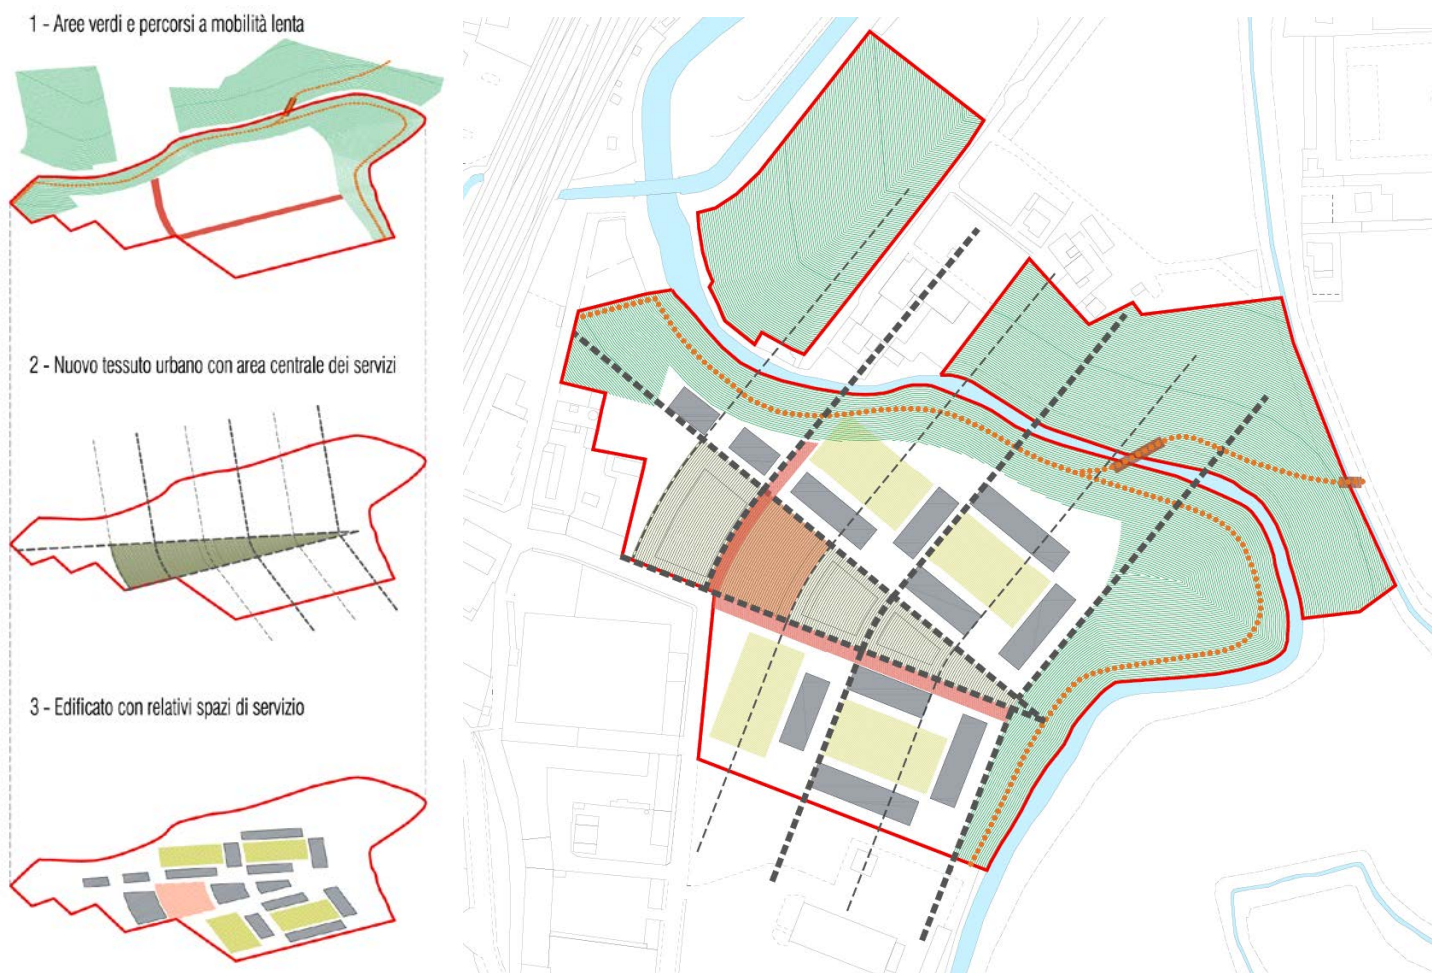 1 - Aree verdi e percorsi a mobilità lenta
2 - Nuovo tessuto urbano con area centrale dei servizi
3 - Edificato con relativi spazi di servizio